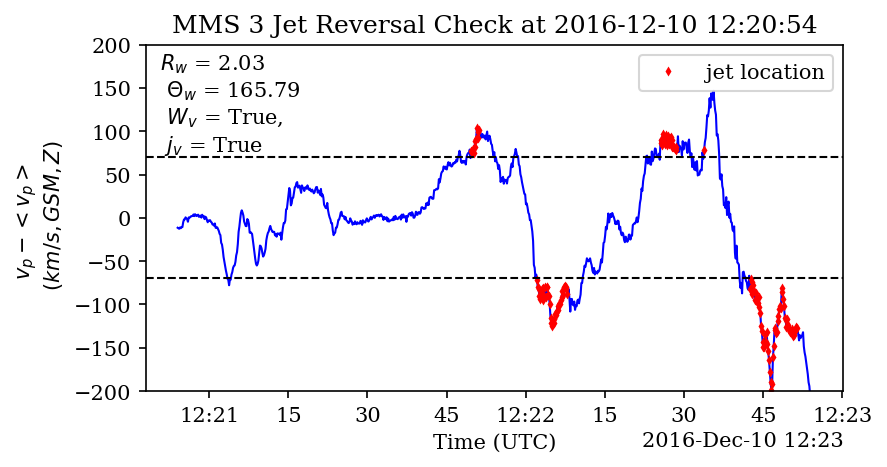 MMS 3 Jet Reversal Check at 2016-12-10 12:20:54
R_w = 2.03
Θ_w = 165.79
W_v = True,
j_v = True
jet location
200
150
100
50
0
−50
−100
−150
−200
v_p − < v_p >
(km/s, GSM, Z)
12:21 15 30 45 12:22 15 30 45 12:23
Time (UTC)
2016-Dec-10 12:23